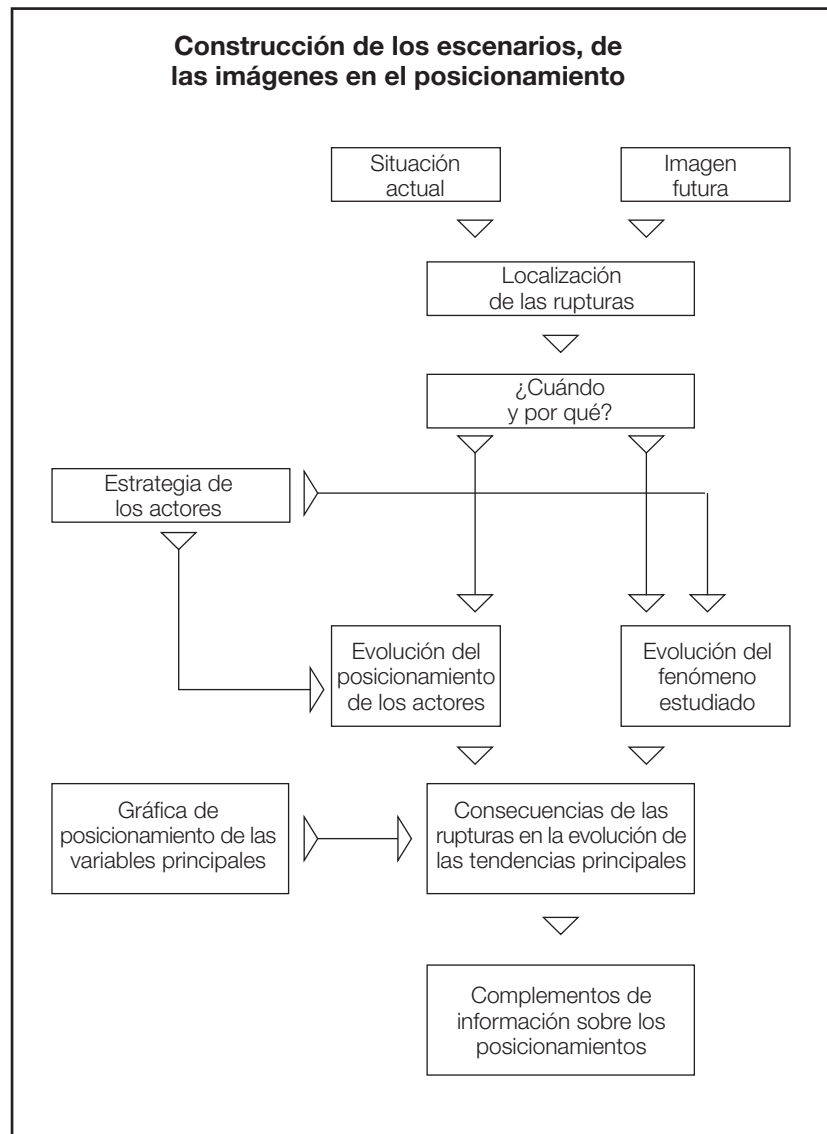 Construcción de los escenarios, de
las imágenes en el posicionamiento
Situación
actual
Imagen
futura
Localización
de las rupturas
¿Cuándo
y por qué?
Estrategia de
los actores
Evolución del
posicionamiento
de los actores
Evolución del
fenómeno
estudiado
Gráfica de
posicionamiento de las
variables principales
Consecuencias de las
rupturas en la evolución de
las tendencias principales
Complementos de
información sobre los
posicionamientos